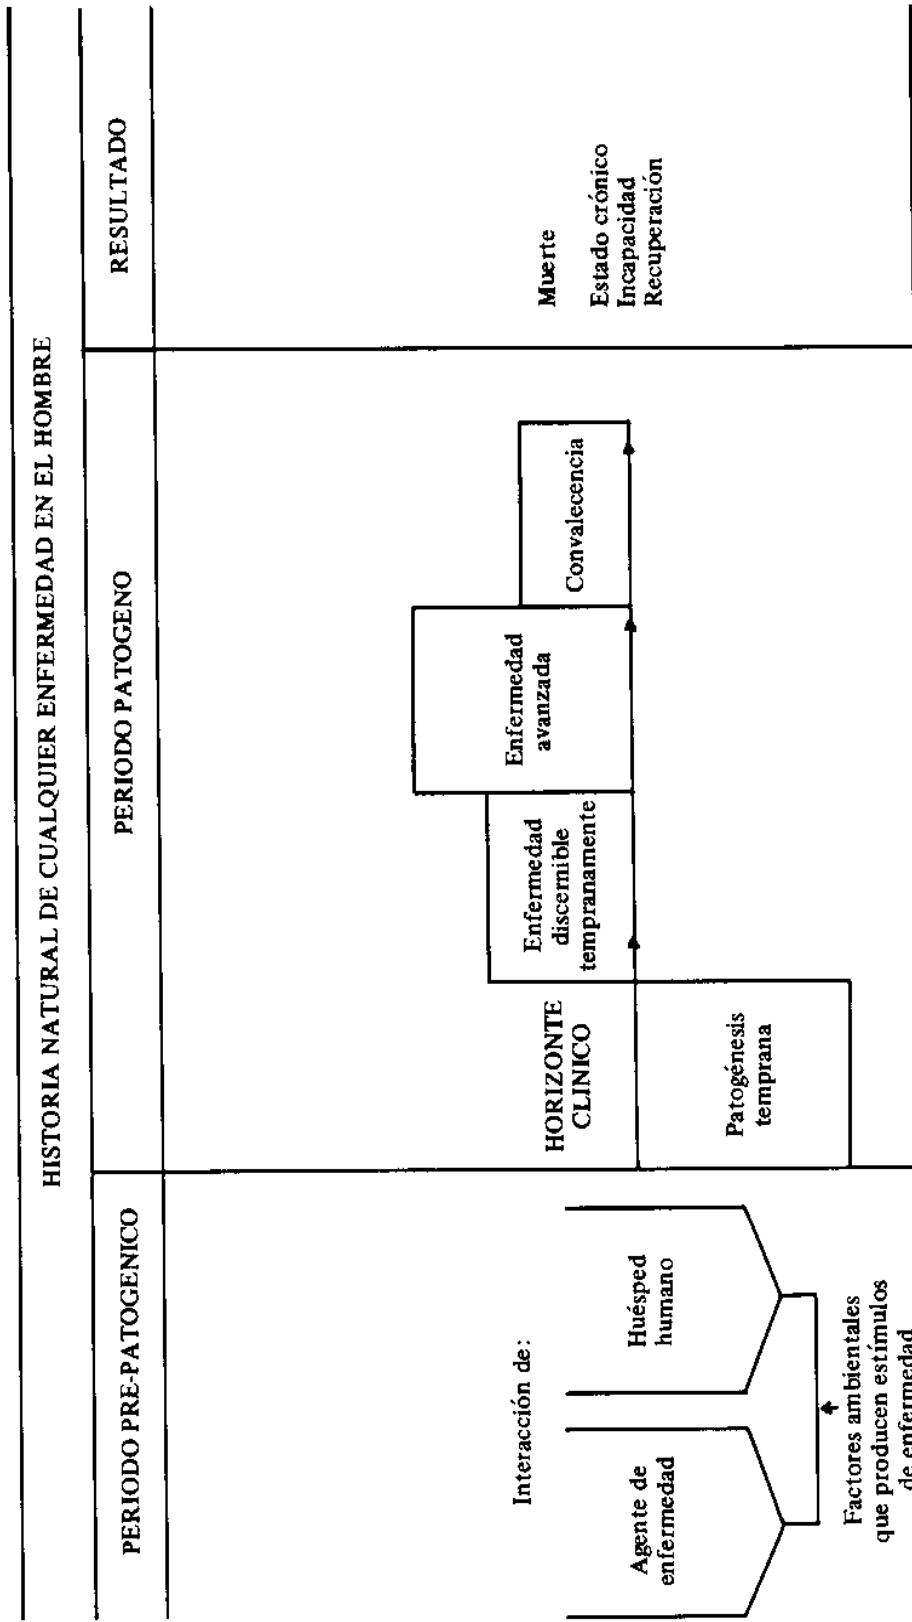 HISTORIA NATURAL DE CUALQUIER ENFERMEDAD EN EL HOMBRE
PERIODO PRE-PATOGENICO
PERIODO PATOGENO
RESULTADO
Interacción de:
Agente de
enfermedad
Huésped
humano
Factores ambientales
que producen estímulos
de enfermedad
HORIZONTE
CLINICO
Patogénesis
temprana
Enfermedad
discernible
tempranamente
Enfermedad
avanzada
Convalecencia
Muerte
Estado crónico
Incapacidad
Recuperación